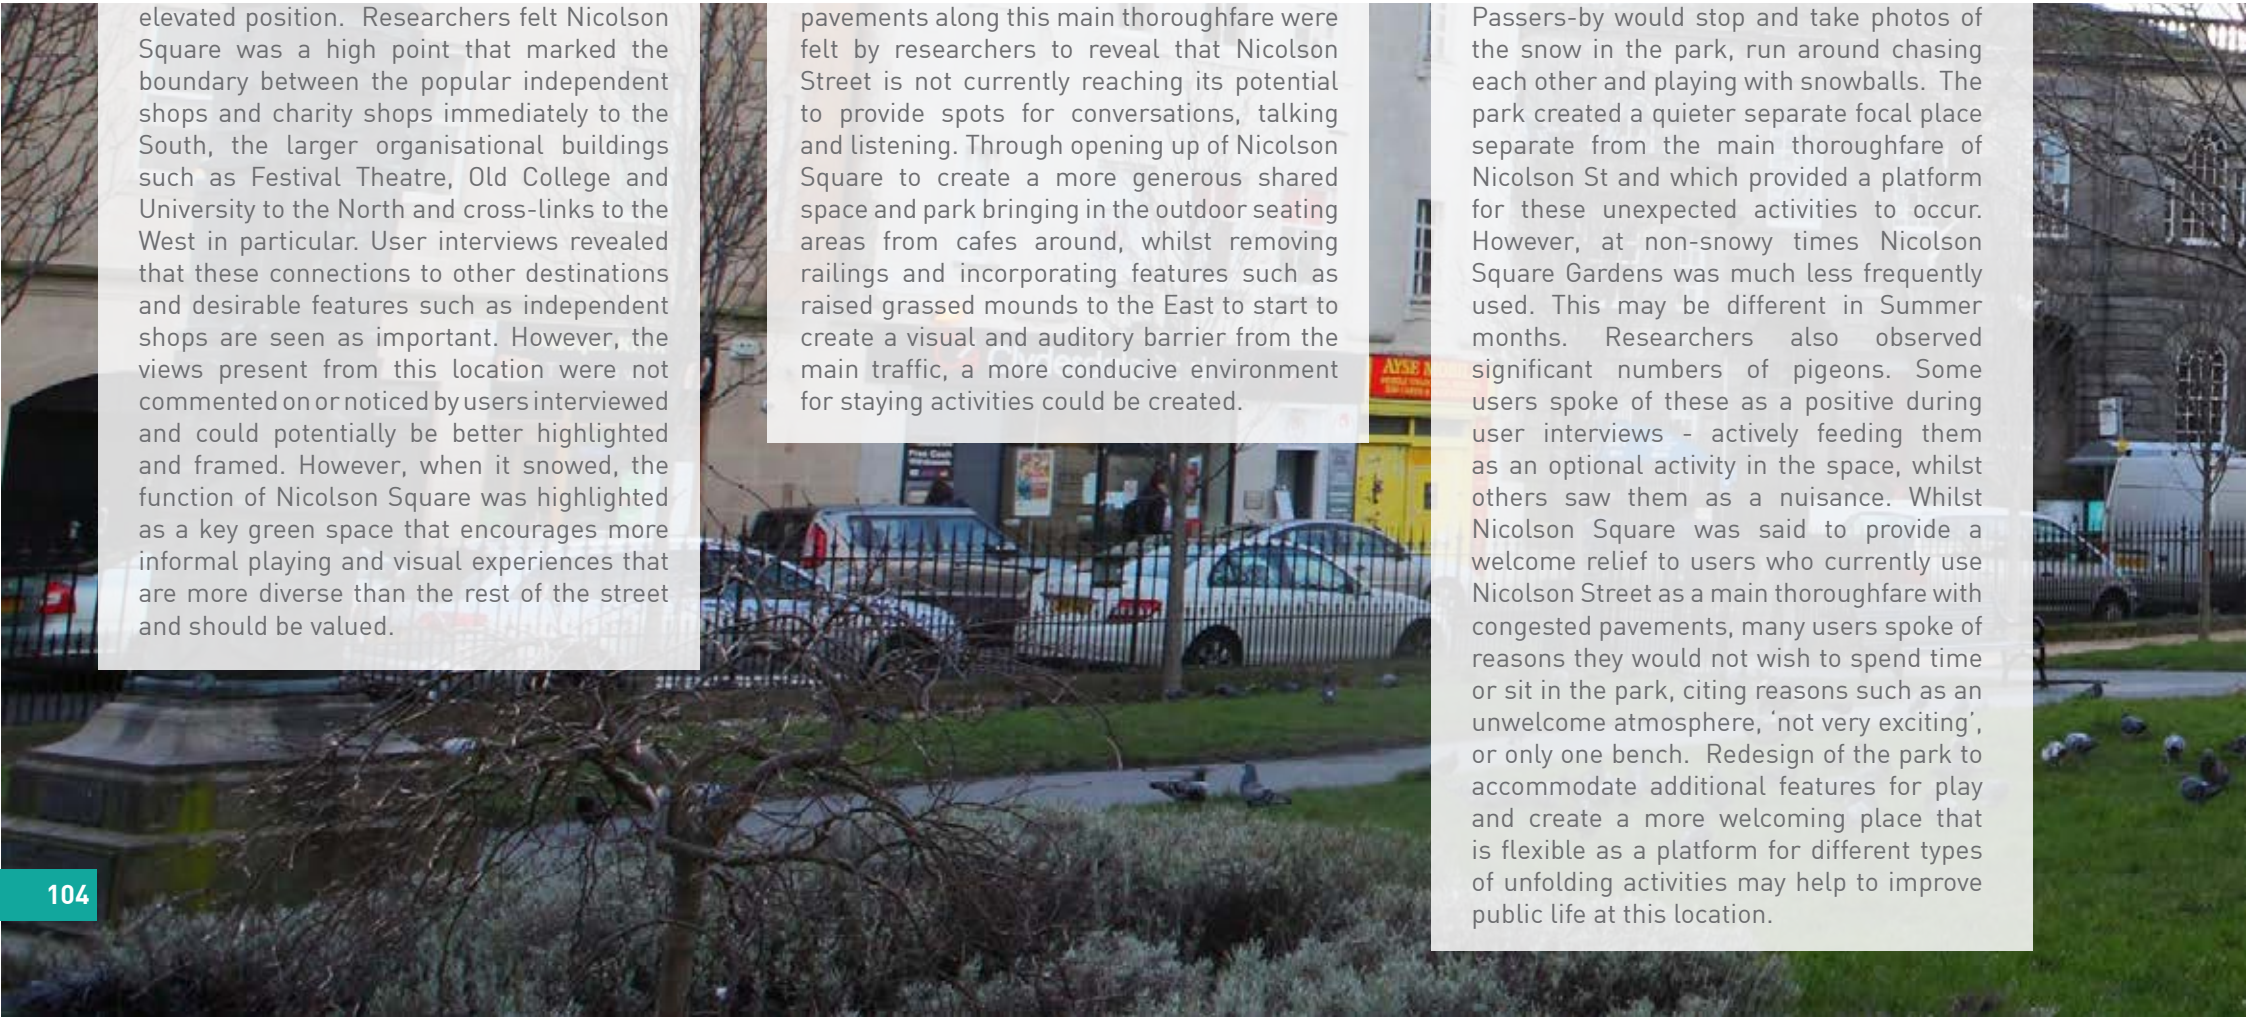 elevated position. Researchers felt Nicolson
Square was a high point that marked the
boundary between the popular independent
shops and charity shops immediately to the
South, the larger organisational buildings
such as Festival Theatre, Old College and
University to the North and cross-links to the
West in particular. User interviews revealed
that these connections to other destinations
and desirable features such as independent
shops are seen as important. However, the
views present from this location were not
commented on or noticed by users interviewed
and could potentially be better highlighted
and framed. However, when it snowed, the
function of Nicolson Square was highlighted
as a key green space that encourages more
informal playing and visual experiences that
are more diverse than the rest of the street
and should be valued.
pavements along this main thoroughfare were
felt by researchers to reveal that Nicolson
Street is not currently reaching its potential
to provide spots for conversations, talking
and listening. Through opening up of Nicolson
Square to create a more generous shared
space and park bringing in the outdoor seating
areas from cafes around, whilst removing
railings and incorporating features such as
raised grassed mounds to the East to start to
create a visual and auditory barrier from the
main traffic, a more conducive environment
for staying activities could be created.
Passers-by would stop and take photos of
the snow in the park, run around chasing
each other and playing with snowballs. The
park created a quieter separate focal place
separate from the main thoroughfare of
Nicolson St and which provided a platform
for these unexpected activities to occur.
However, at non-snowy times Nicolson
Square Gardens was much less frequently
used. This may be different in Summer
months. Researchers also observed
significant numbers of pigeons. Some
users spoke of these as a positive during
user interviews - actively feeding them
as an optional activity in the space, whilst
others saw them as a nuisance. Whilst
Nicolson Square was said to provide a
welcome relief to users who currently use
Nicolson Street as a main thoroughfare with
congested pavements, many users spoke of
reasons they would not wish to spend time
or sit in the park, citing reasons such as an
unwelcome atmosphere, ‘not very exciting’,
or only one bench. Redesign of the park to
accommodate additional features for play
and create a more welcoming place that
is flexible as a platform for different types
of unfolding activities may help to improve
public life at this location.
Clydesdale
AYSE
Free Cash
104